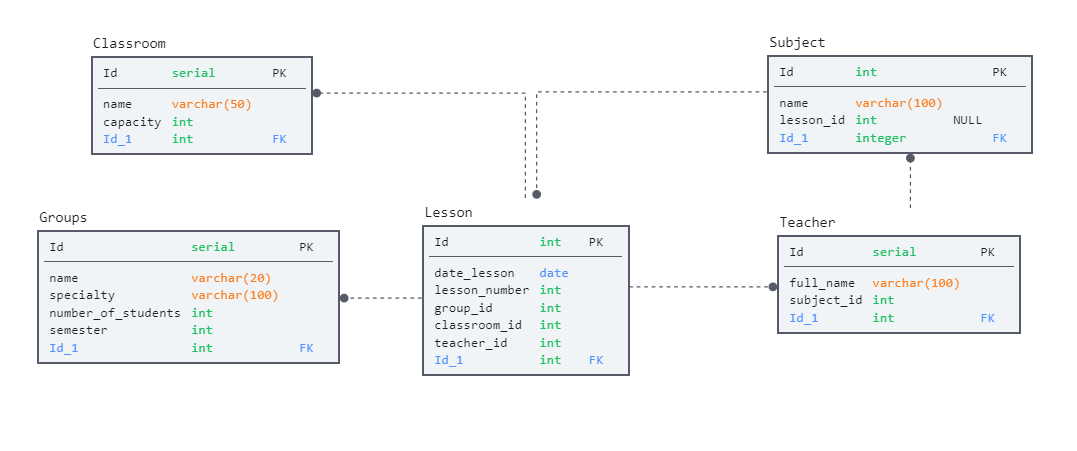 Classroom
Id serial PK
name varchar(50)
capacity int
Id_1 int FK
Subject
Id int PK
name varchar(100)
lesson_id int NULL
Id_1 integer FK
Groups
Id serial PK
name varchar(20)
specialty varchar(100)
number_of_students int
semester int
Id_1 int FK
Lesson
Id int PK
date_lesson date
lesson_number int
group_id int
classroom_id int
teacher_id int
Id_1 int FK
Teacher
Id serial PK
full_name varchar(100)
subject_id int
Id_1 int FK